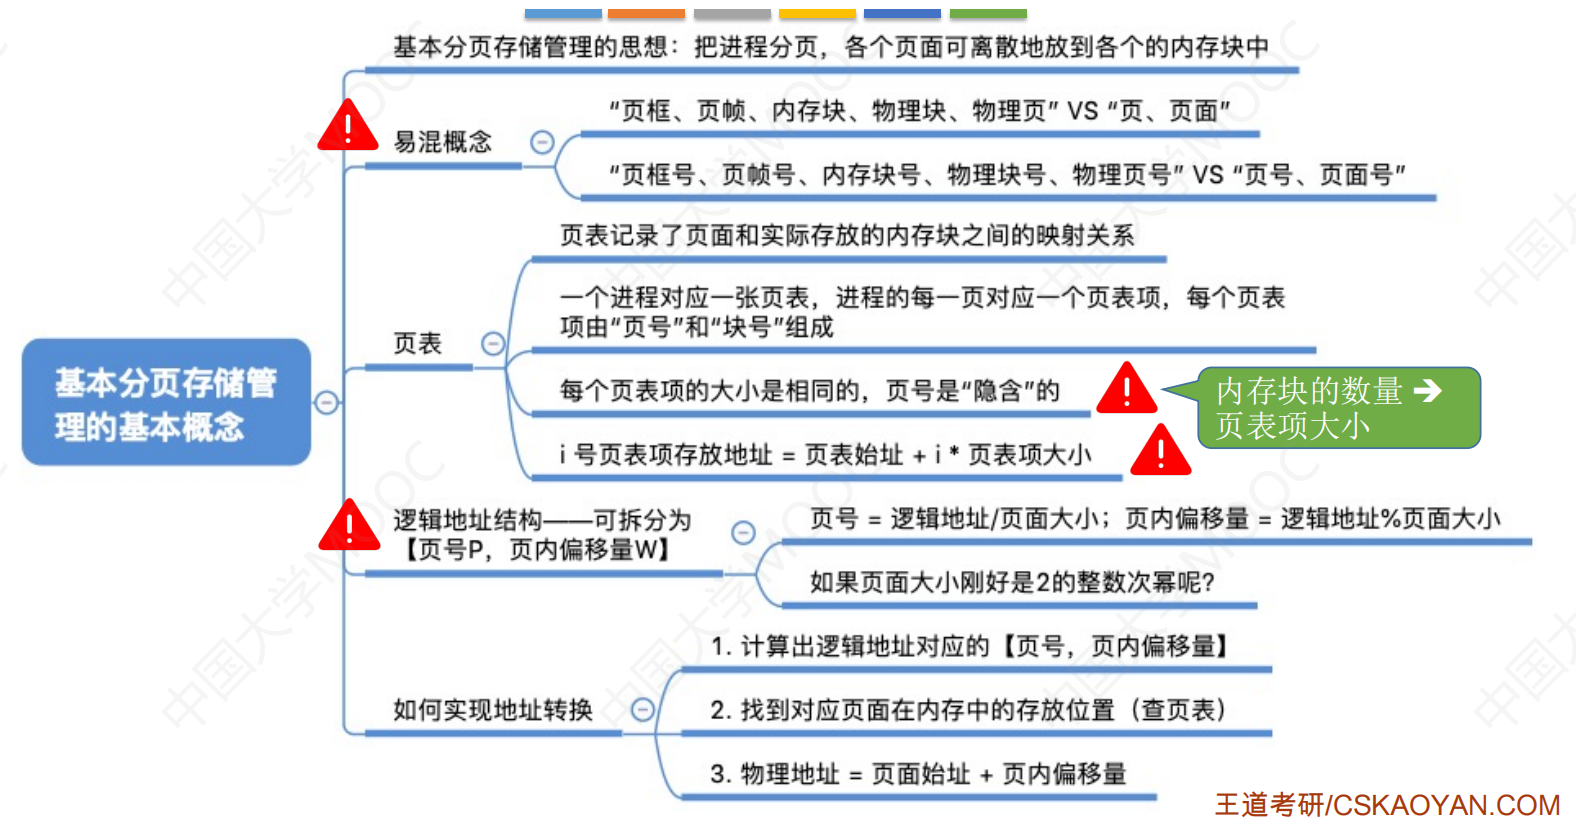 基本分页存储管理的思想：把进程分页，各个页面可离散地放到各个的内存块中
易混概念
“页框、页帧、内存块、物理块、物理页” VS “页、页面”
“页框号、页帧号、内存块号、物理块号、物理页号” VS “页号、页面号”
页表记录了页面和实际存放的内存块之间的映射关系
一个进程对应一张页表，进程的每一页对应一个页表项，每个页表
项由“页号”和“块号”组成
页表
基本分页存储管
理的基本概念
每个页表项的大小是相同的，页号是“隐含”的
内存块的数量 ➔
页表项大小
i 号页表项存放地址 = 页表始址 + i * 页表项大小
逻辑地址结构——可拆分为
【页号P，页内偏移量W】
页号 = 逻辑地址/页面大小；页内偏移量 = 逻辑地址%页面大小
如果页面大小刚好是2的整数次幂呢?
如何实现地址转换
1. 计算出逻辑地址对应的【页号，页内偏移量】
2. 找到对应页面在内存中的存放位置（查页表）
3. 物理地址 = 页面始址 + 页内偏移量
王道考研/CSKAOYAN.COM
中国大学MOOC